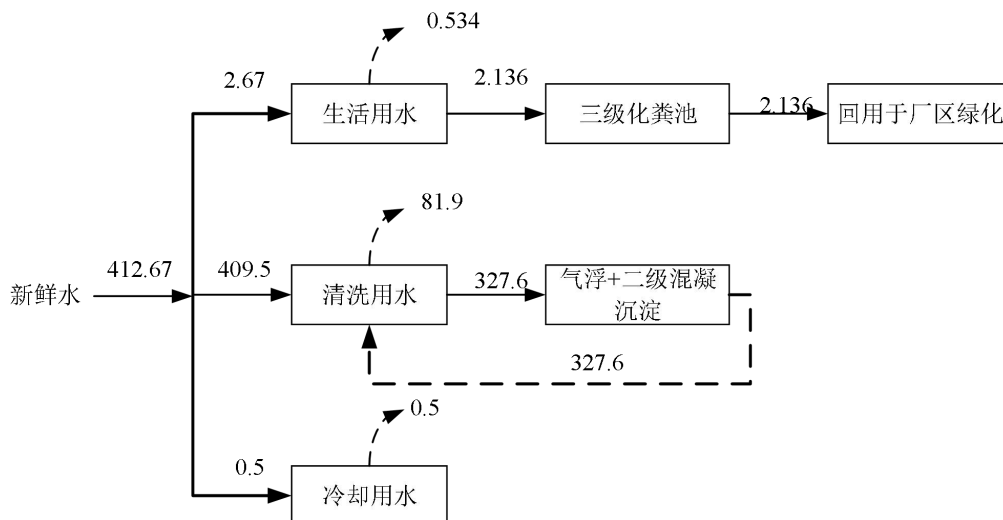 0.534
2.67
生活用水
2.136
三级化粪池
2.136
回用于厂区绿化
81.9
新鲜水
412.67
409.5
清洗用水
327.6
气浮+二级混凝
沉淀
327.6
0.5
0.5
冷却用水